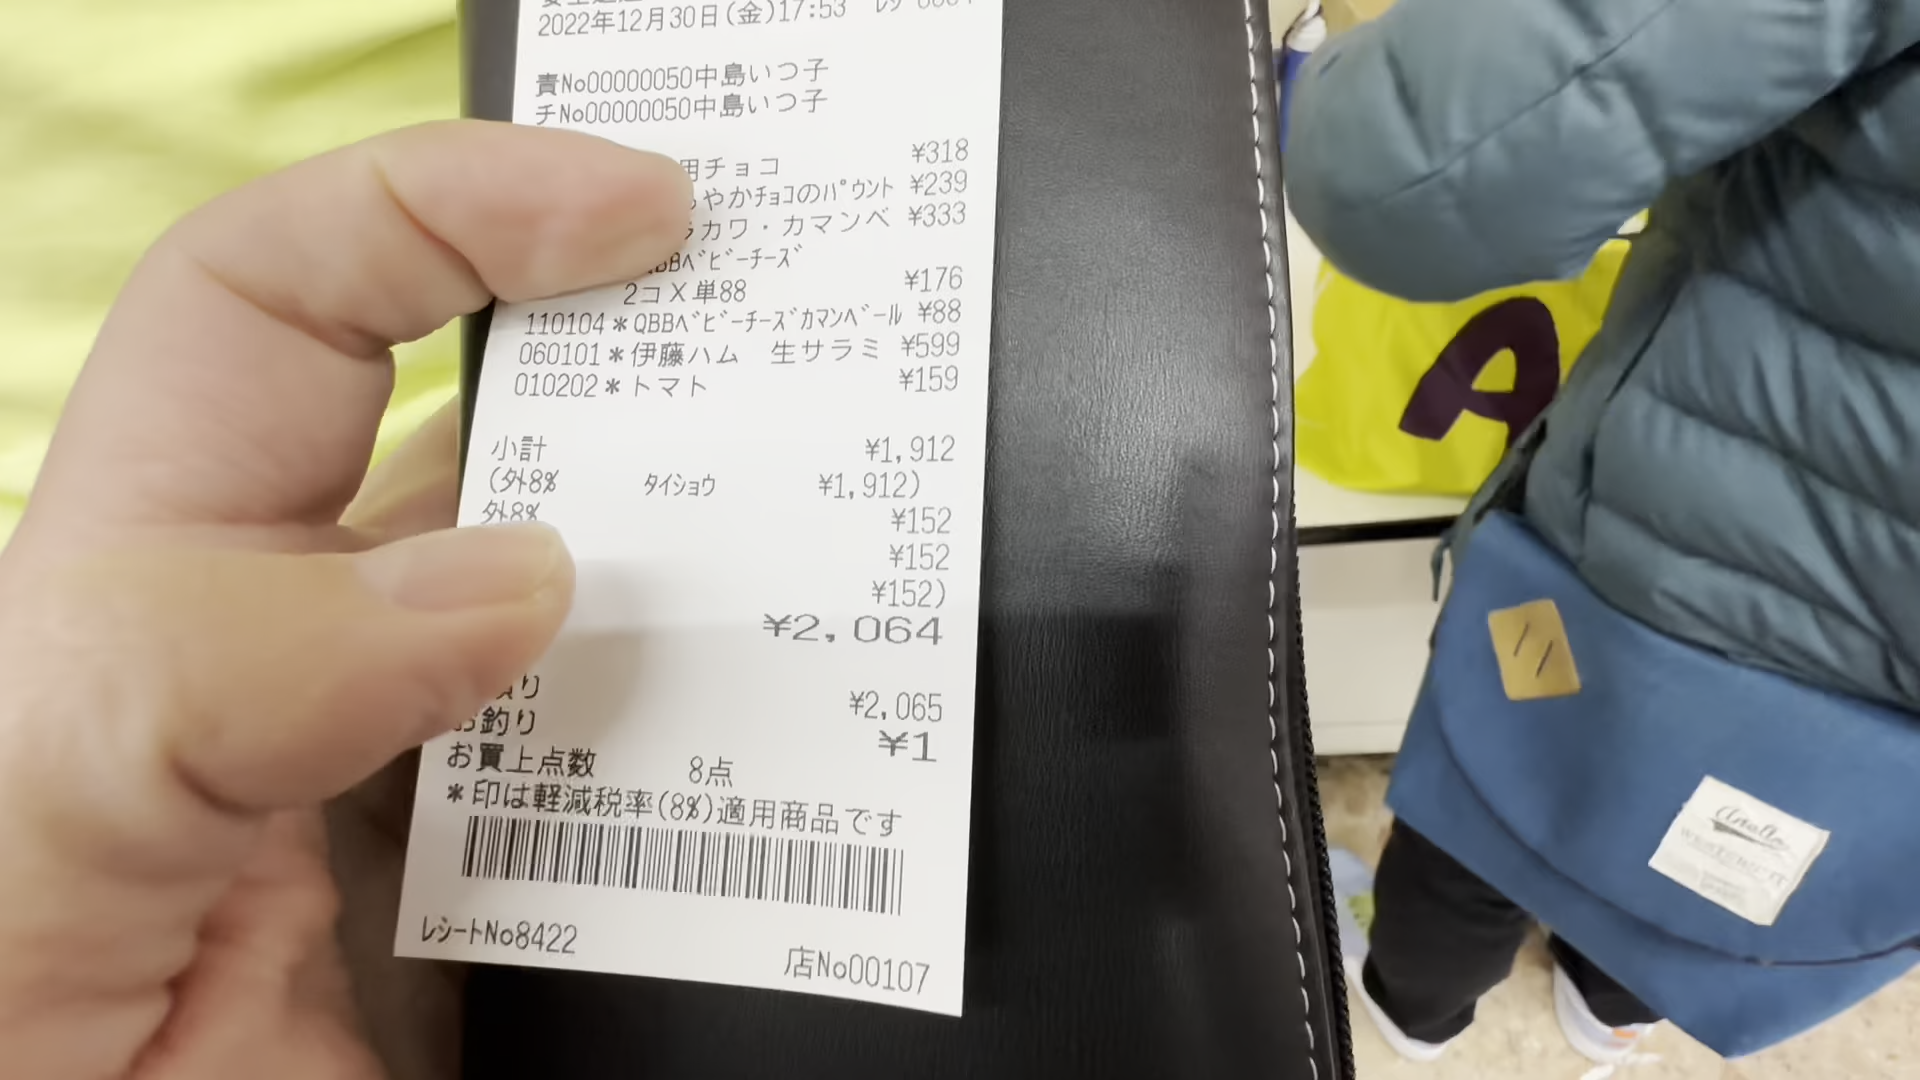 2022年12月30日(金)17:53
責No00000050中島いつ子
チNo00000050中島いつ子
用チョコ ¥318
やかチョコのパウント ¥239
カワ・カマンベ ¥333
QBBベビーチーズ
2コ X 単88 ¥176
110104 * QBBベビーチーズカマンベール ¥88
060101 * 伊藤ハム 生サラミ ¥599
010202 * トマト ¥159
小計 ¥1,912
(外8% タイショウ ¥1,912)
外8% ¥152
¥152
¥152)
¥2,064
り ¥2,065
お釣り ¥1
お買上点数 8点
*印は軽減税率(8%)適用商品です
レシートNo8422
店No00107